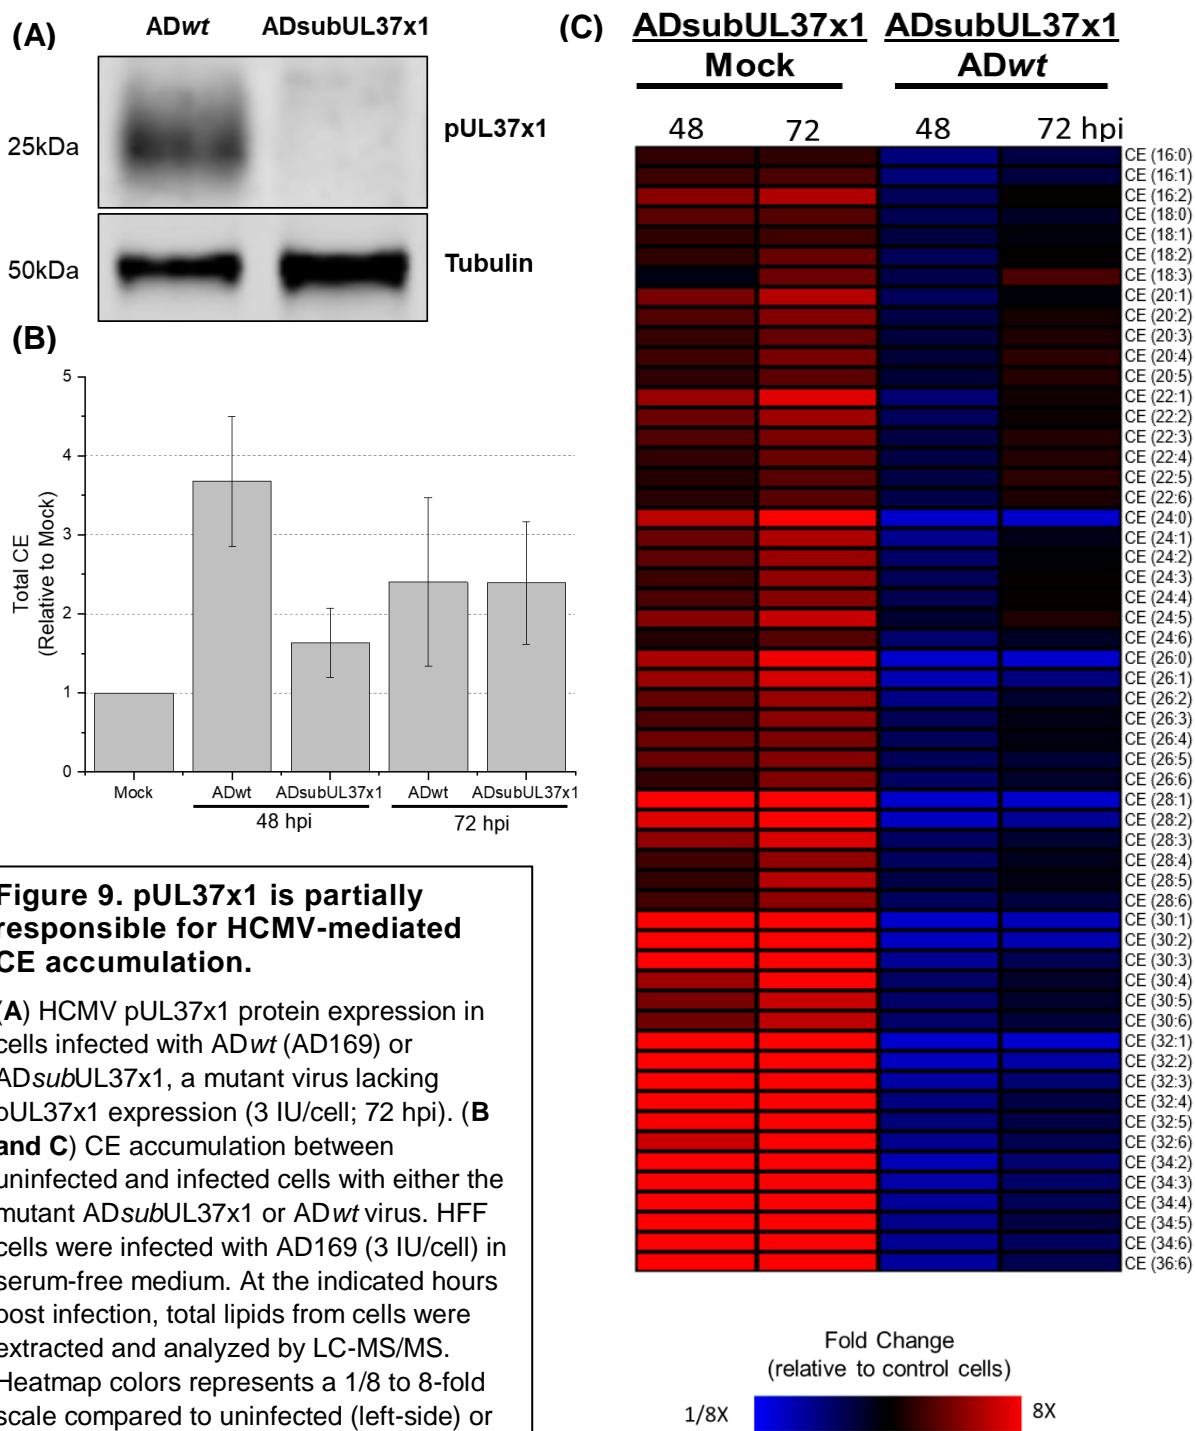 (A)
ADwt ADsubUL37x1
25kDa
pUL37x1
50kDa
Tubulin
(B)
5
4
3
2
1
0
Total CE
(Relative to Mock)
Mock ADwt ADsubUL37x1 ADwt ADsubUL37x1
48 hpi 72 hpi
Figure 9. pUL37x1 is partially
responsible for HCMV-mediated
CE accumulation.
(A) HCMV pUL37x1 protein expression in
cells infected with ADwt (AD169) or
ADsubUL37x1, a mutant virus lacking
pUL37x1 expression (3 IU/cell; 72 hpi). (B
and C) CE accumulation between
uninfected and infected cells with either the
mutant ADsubUL37x1 or ADwt virus. HFF
cells were infected with AD169 (3 IU/cell) in
serum-free medium. At the indicated hours
post infection, total lipids from cells were
extracted and analyzed by LC-MS/MS.
Heatmap colors represents a 1/8 to 8-fold
scale compared to uninfected (left-side) or
(C)
ADsubUL37x1 ADsubUL37x1
Mock ADwt
48 72 48 72 hpi
CE (16:0)
CE (16:1)
CE (16:2)
CE (18:0)
CE (18:1)
CE (18:2)
CE (18:3)
CE (20:1)
CE (20:2)
CE (20:3)
CE (20:4)
CE (20:5)
CE (22:1)
CE (22:2)
CE (22:3)
CE (22:4)
CE (22:5)
CE (22:6)
CE (24:0)
CE (24:1)
CE (24:2)
CE (24:3)
CE (24:4)
CE (24:5)
CE (24:6)
CE (26:0)
CE (26:1)
CE (26:2)
CE (26:3)
CE (26:4)
CE (26:5)
CE (26:6)
CE (28:1)
CE (28:2)
CE (28:3)
CE (28:4)
CE (28:5)
CE (28:6)
CE (30:1)
CE (30:2)
CE (30:3)
CE (30:4)
CE (30:5)
CE (30:6)
CE (32:1)
CE (32:2)
CE (32:3)
CE (32:4)
CE (32:5)
CE (32:6)
CE (34:2)
CE (34:3)
CE (34:4)
CE (34:5)
CE (34:6)
CE (36:6)
Fold Change
(relative to control cells)
1/8X 8X